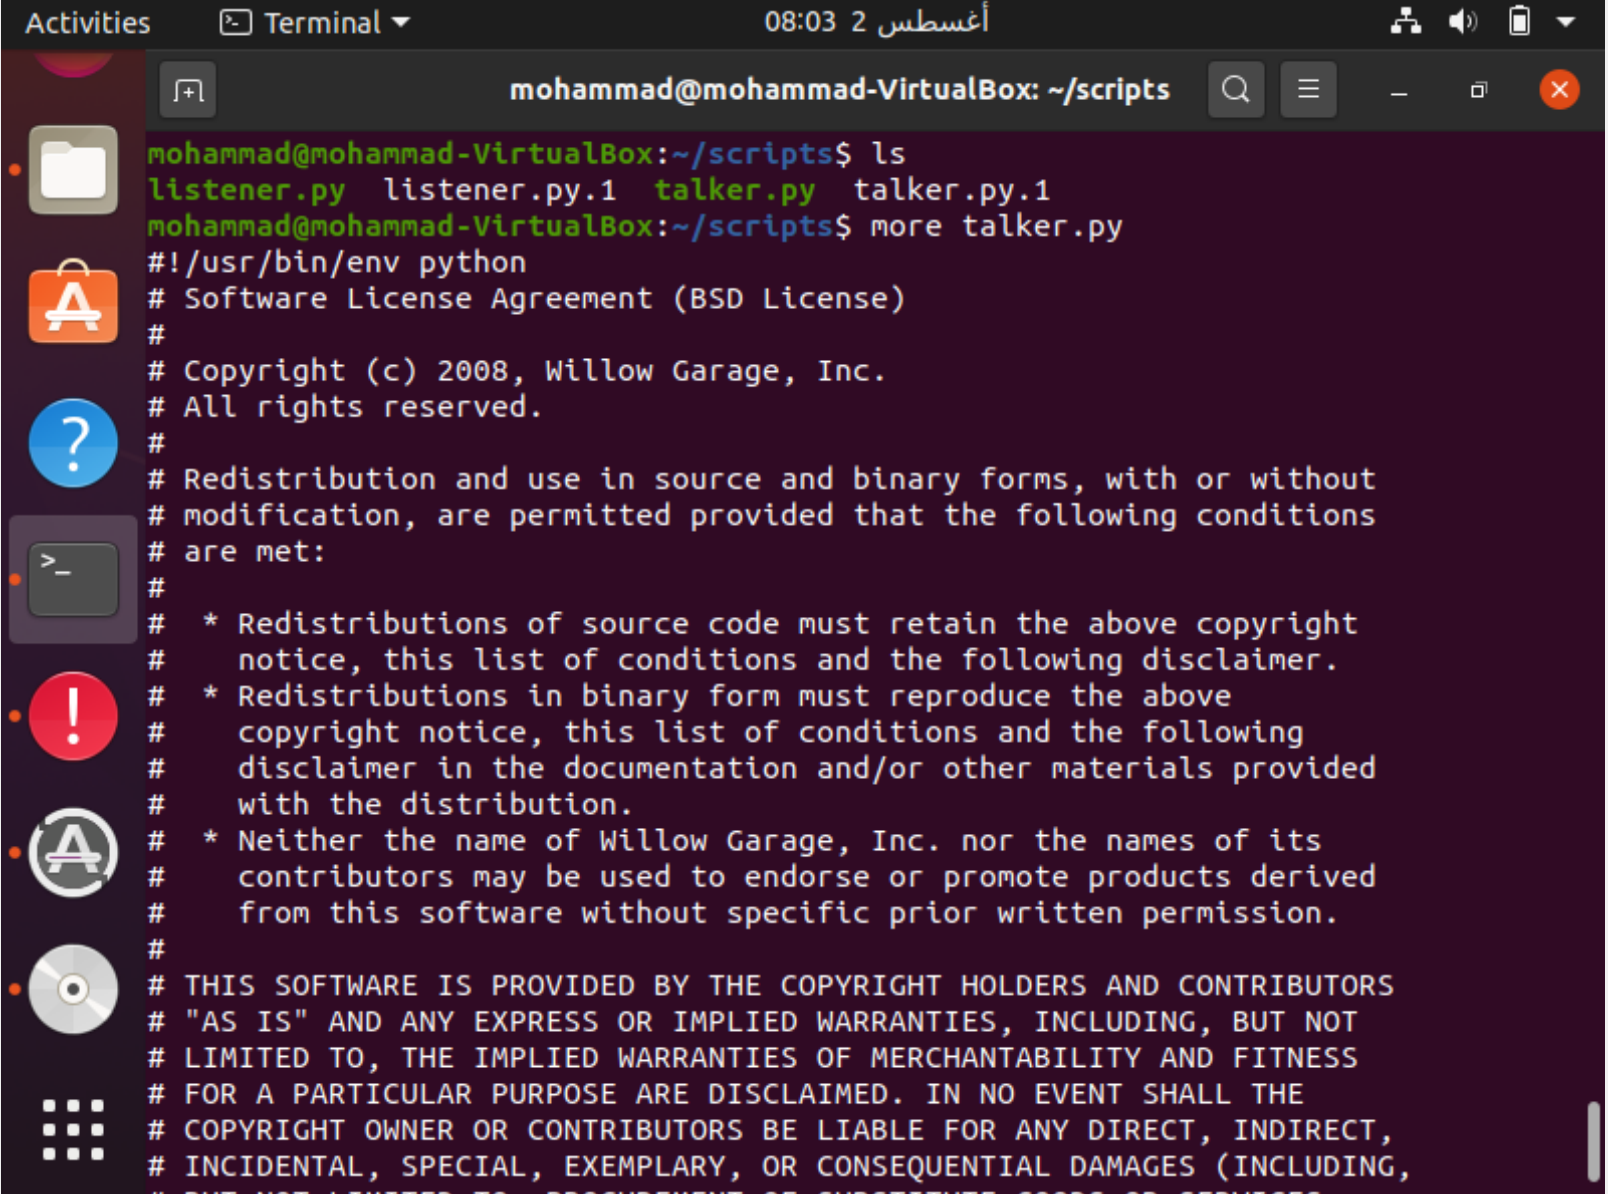 Activities Terminal 08:03 2 أغسطس
mohammad@mohammad-VirtualBox: ~/scripts
mohammad@mohammad-VirtualBox:~/scripts$ ls
listener.py listener.py.1 talker.py talker.py.1
mohammad@mohammad-VirtualBox:~/scripts$ more talker.py
#!/usr/bin/env python
# Software License Agreement (BSD License)
#
# Copyright (c) 2008, Willow Garage, Inc.
# All rights reserved.
#
# Redistribution and use in source and binary forms, with or without
# modification, are permitted provided that the following conditions
# are met:
#
#  * Redistributions of source code must retain the above copyright
#    notice, this list of conditions and the following disclaimer.
#  * Redistributions in binary form must reproduce the above
#    copyright notice, this list of conditions and the following
#    disclaimer in the documentation and/or other materials provided
#    with the distribution.
#  * Neither the name of Willow Garage, Inc. nor the names of its
#    contributors may be used to endorse or promote products derived
#    from this software without specific prior written permission.
#
# THIS SOFTWARE IS PROVIDED BY THE COPYRIGHT HOLDERS AND CONTRIBUTORS
# "AS IS" AND ANY EXPRESS OR IMPLIED WARRANTIES, INCLUDING, BUT NOT
# LIMITED TO, THE IMPLIED WARRANTIES OF MERCHANTABILITY AND FITNESS
# FOR A PARTICULAR PURPOSE ARE DISCLAIMED. IN NO EVENT SHALL THE
# COPYRIGHT OWNER OR CONTRIBUTORS BE LIABLE FOR ANY DIRECT, INDIRECT,
# INCIDENTAL, SPECIAL, EXEMPLARY, OR CONSEQUENTIAL DAMAGES (INCLUDING,